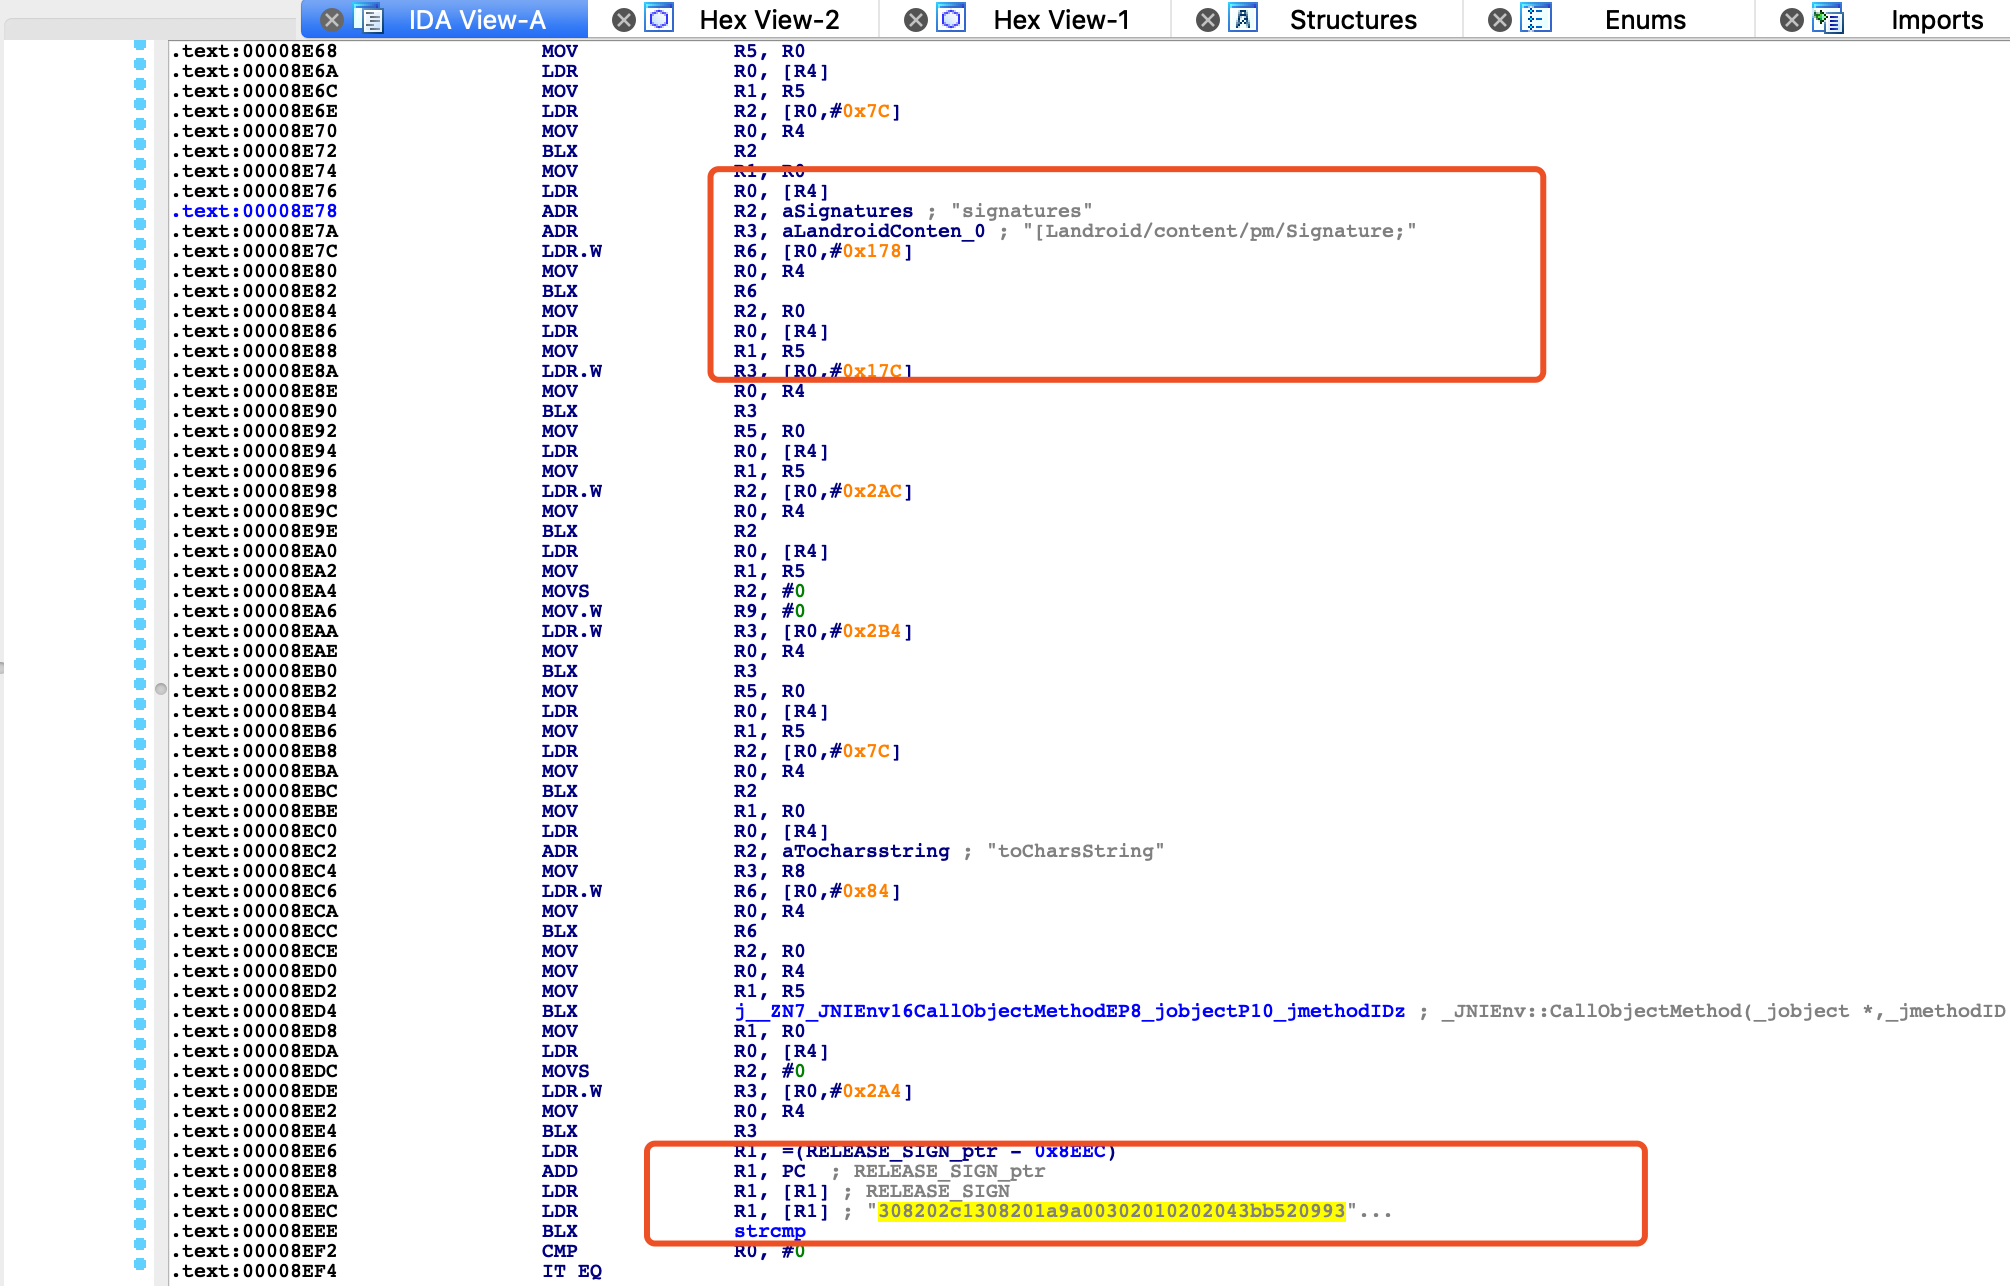 IDA View-A Hex View-2 Hex View-1 Structures Enums Imports
.text:00008E68 MOV R5, R0
.text:00008E6A LDR R0, [R4]
.text:00008E6C MOV R1, R5
.text:00008E6E LDR R2, [R0,#0x7C]
.text:00008E70 MOV R0, R4
.text:00008E72 BLX R2
.text:00008E74 MOV R1, R0
.text:00008E76 LDR R0, [R4]
.text:00008E78 ADR R2, aSignatures ; "signatures"
.text:00008E7A ADR R3, aLandroidConten_0 ; "[Landroid/content/pm/Signature;"
.text:00008E7C LDR.W R6, [R0,#0x178]
.text:00008E80 MOV R0, R4
.text:00008E82 BLX R6
.text:00008E84 MOV R2, R0
.text:00008E86 LDR R0, [R4]
.text:00008E88 MOV R1, R5
.text:00008E8A LDR.W R3, [R0,#0x17C]
.text:00008E8E MOV R0, R4
.text:00008E90 BLX R3
.text:00008E92 MOV R5, R0
.text:00008E94 LDR R0, [R4]
.text:00008E96 MOV R1, R5
.text:00008E98 LDR.W R2, [R0,#0x2AC]
.text:00008E9C MOV R0, R4
.text:00008E9E BLX R2
.text:00008EA0 LDR R0, [R4]
.text:00008EA2 MOV R1, R5
.text:00008EA4 MOVS R2, #0
.text:00008EA6 MOV.W R9, #0
.text:00008EAA LDR.W R3, [R0,#0x2B4]
.text:00008EAE MOV R0, R4
.text:00008EB0 BLX R3
.text:00008EB2 MOV R5, R0
.text:00008EB4 LDR R0, [R4]
.text:00008EB6 MOV R1, R5
.text:00008EB8 LDR R2, [R0,#0x7C]
.text:00008EBA MOV R0, R4
.text:00008EBC BLX R2
.text:00008EBE MOV R1, R0
.text:00008EC0 LDR R0, [R4]
.text:00008EC2 ADR R2, aTocharsstring ; "toCharsString"
.text:00008EC4 MOV R3, R8
.text:00008EC6 LDR.W R6, [R0,#0x84]
.text:00008ECA MOV R0, R4
.text:00008ECC BLX R6
.text:00008ECE MOV R2, R0
.text:00008ED0 MOV R0, R4
.text:00008ED2 MOV R1, R5
.text:00008ED4 BLX j__ZN7_JNIEnv16CallObjectMethodEP8_jobjectP10_jmethodIDz ; _JNIEnv::CallObjectMethod(_jobject *,_jmethodID
.text:00008ED8 MOV R1, R0
.text:00008EDA LDR R0, [R4]
.text:00008EDC MOVS R2, #0
.text:00008EDE LDR.W R3, [R0,#0x2A4]
.text:00008EE2 MOV R0, R4
.text:00008EE4 BLX R3
.text:00008EE6 LDR R1, =(RELEASE_SIGN_ptr - 0x8EEC)
.text:00008EE8 ADD R1, PC ; RELEASE_SIGN_ptr
.text:00008EEA LDR R1, [R1] ; RELEASE_SIGN
.text:00008EEC LDR R1, [R1] ; "308202c1308201a9a00302010202043bb520993"...
.text:00008EEE BLX strcmp
.text:00008EF2 CMP R0, #0
.text:00008EF4 IT EQ